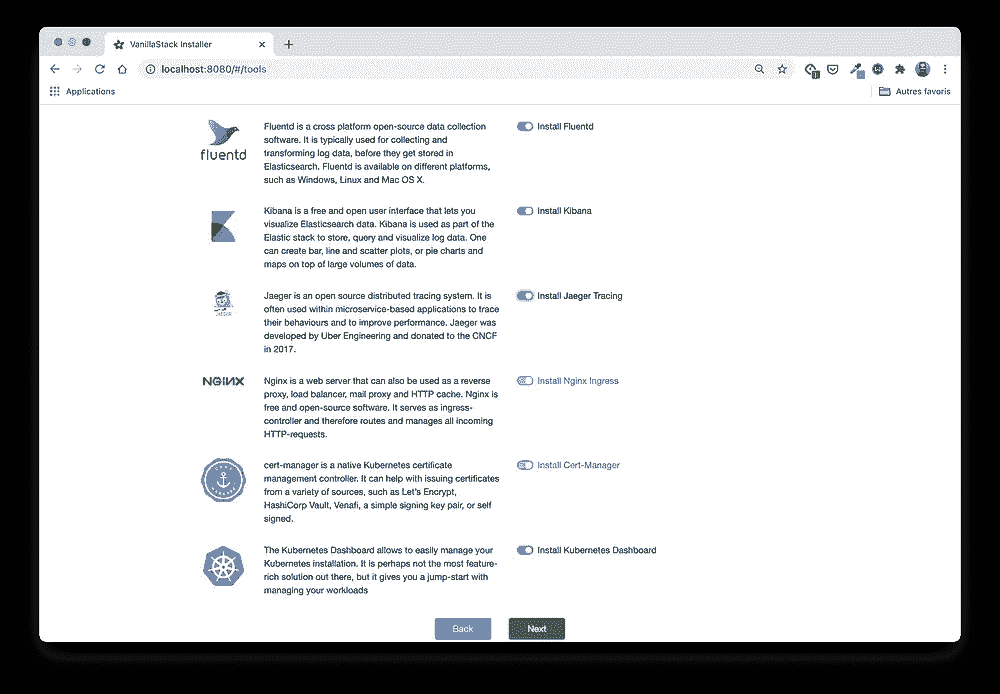 VanillaStack Installer
localhost:8080/#/tools
Applications
Autres favoris
fluentd
Fluentd is a cross platform open-source data collection
software. It is typically used for collecting and
transforming log data, before they get stored in
Elasticsearch. Fluentd is available on different platforms,
such as Windows, Linux and Mac OS X.
Install Fluentd
Kibana is a free and open user interface that lets you
visualize Elasticsearch data. Kibana is used as part of the
Elastic stack to store, query and visualize log data. One
can create bar, line and scatter plots, or pie charts and
maps on top of large volumes of data.
Install Kibana
JAEGER
Jaeger is an open source distributed tracing system. It is
often used within microservice-based applications to trace
their behaviours and to improve performance. Jaeger was
developed by Uber Engineering and donated to the CNCF
in 2017.
Install Jaeger Tracing
NGINX
Nginx is a web server that can also be used as a reverse
proxy, load balancer, mail proxy and HTTP cache. Nginx is
free and open-source software. It serves as ingress-
controller and therefore routes and manages all incoming
HTTP-requests.
Install Nginx Ingress
CERT
MANAGER
cert-manager is a native Kubernetes certificate
management controller. It can help with issuing certificates
from a variety of sources, such as Let's Encrypt,
HashiCorp Vault, Venafi, a simple signing key pair, or self
signed.
Install Cert-Manager
The Kubernetes Dashboard allows to easily manage your
Kubernetes installation. It is perhaps not the most feature-
rich solution out there, but it gives you a jump-start with
managing your workloads
Install Kubernetes Dashboard
Back
Next